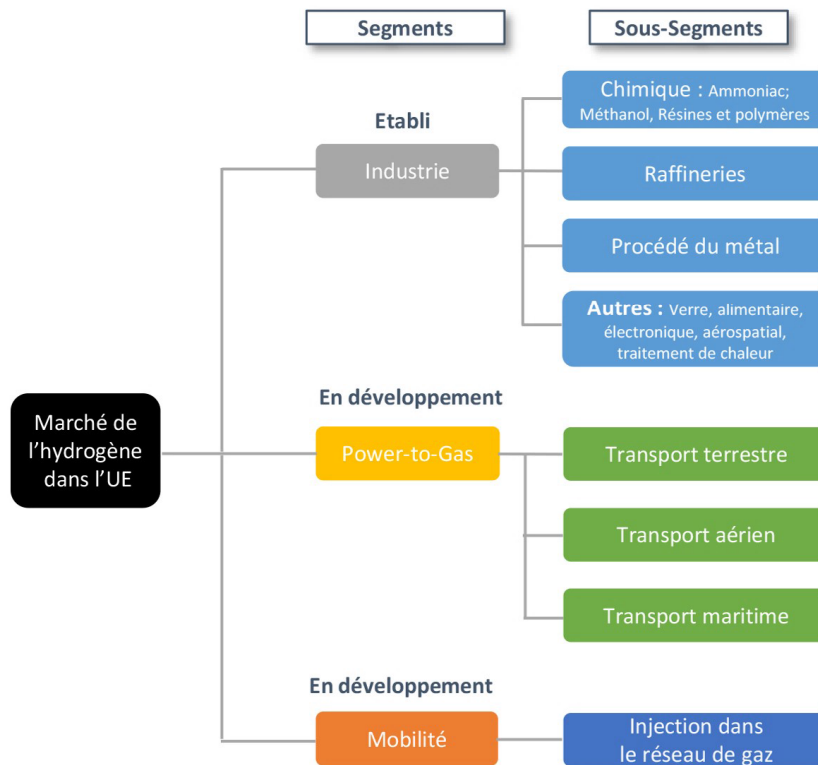 Segments
Sous-Segments
Etabli
Industrie
Chimique : Ammoniac;
Méthanol, Résines et polymères
Raffineries
Procédé du métal
Autres : Verre, alimentaire,
électronique, aérospatial,
traitement de chaleur
Marché de
l’hydrogène
dans l’UE
En développement
Power-to-Gas
Transport terrestre
Transport aérien
Transport maritime
En développement
Mobilité
Injection dans
le réseau de gaz